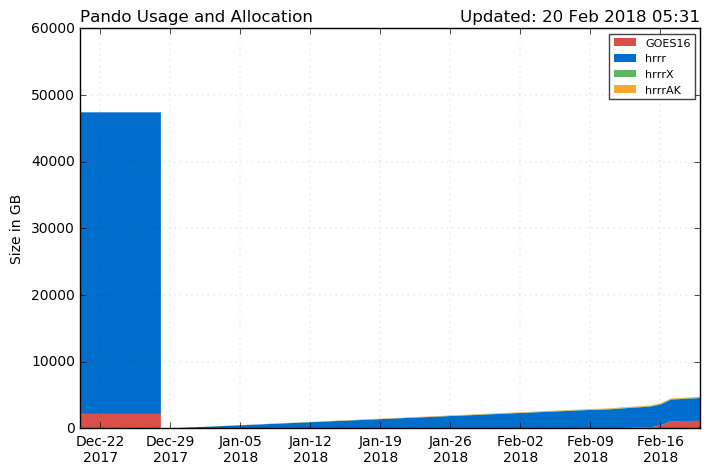 Pando Usage and Allocation
Updated: 20 Feb 2018 05:31
60000
50000
40000
30000
20000
10000
0
Size in GB
GOES16
hrrr
hrrrX
hrrrAK
Dec-22 Dec-29 Jan-05 Jan-12 Jan-19 Jan-26 Feb-02 Feb-09 Feb-16
2017 2017 2018 2018 2018 2018 2018 2018 2018